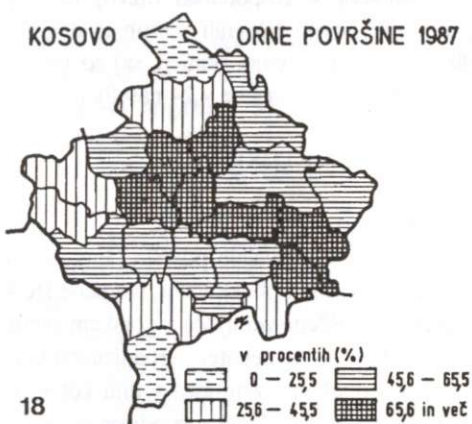 KOSOVO ORNE POVRŠINE 1987
v procentih (%)
0 – 25,5 45,6 – 65,5
25,6 – 45,5 65,6 in več
18